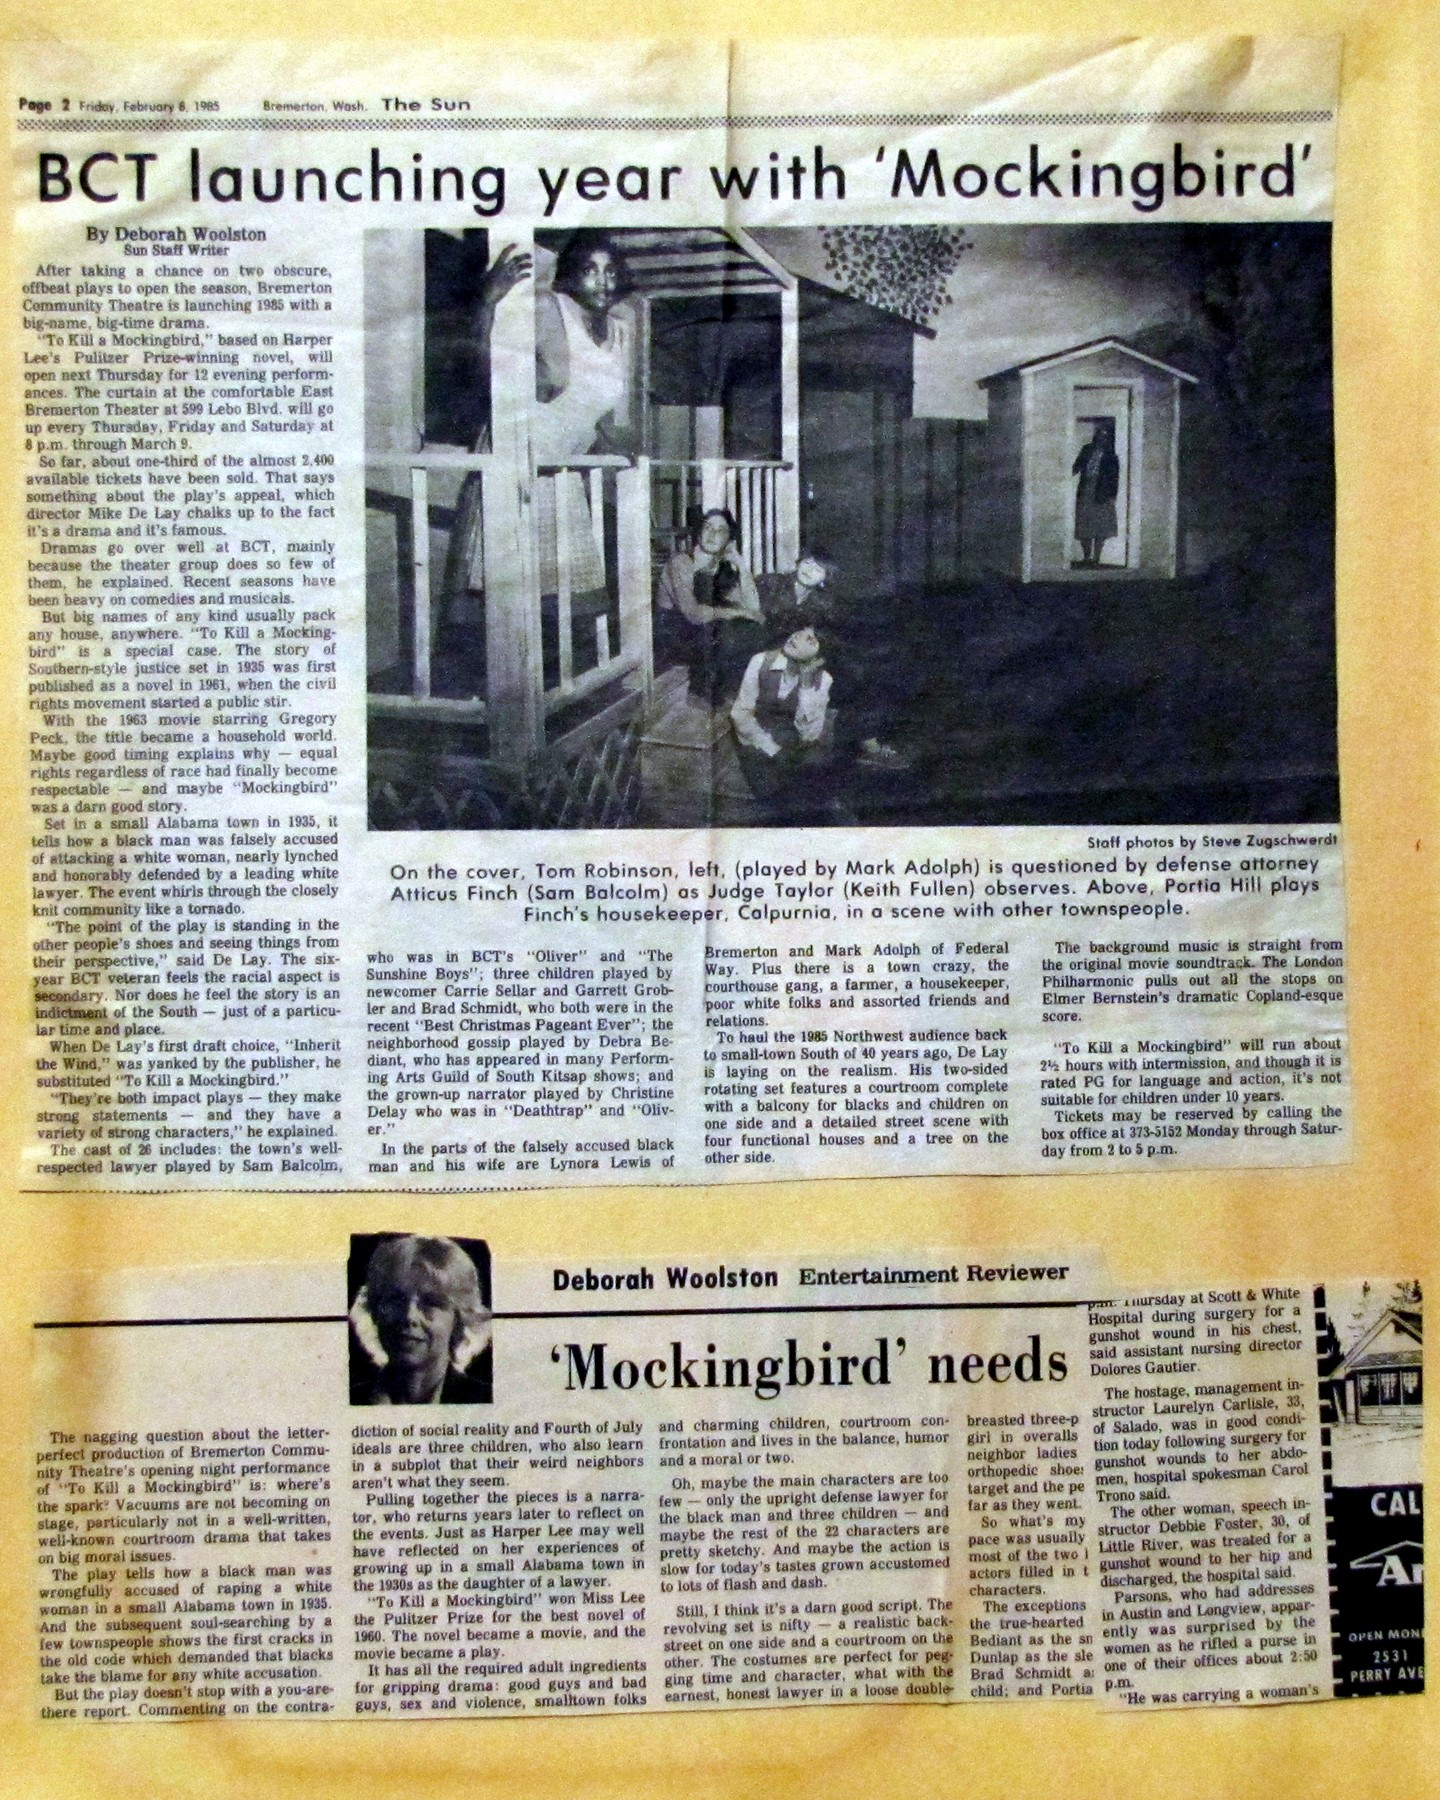 Page 2 Friday, February 8, 1985 Bremerton, Wash. The Sun
BCT launching year with ‘Mockingbird’
By Deborah Woolston
Sun Staff Writer
After taking a chance on two obscure,
offbeat plays to open the season, Bremerton
Community Theatre is launching 1985 with a
big-name, big-time drama.
“To Kill a Mockingbird,” based on Harper
Lee’s Pulitzer Prize-winning novel, will
open next Thursday for 12 evening perform-
ances. The curtain at the comfortable East
Bremerton Theater at 599 Lebo Blvd. will go
up every Thursday, Friday and Saturday at
8 p.m. through March 9.
So far, about one-third of the almost 2,400
available tickets have been sold. That says
something about the play’s appeal, which
director Mike De Lay chalks up to the fact
it’s a drama and it’s famous.
Dramas go over well at BCT, mainly
because the theater group does so few of
them, he explained. Recent seasons have
been heavy on comedies and musicals.
But big names of any kind usually pack
any house, anywhere. “To Kill a Mocking-
bird” is a special case. The story of
Southern-style justice set in 1935 was first
published as a novel in 1961, when the civil
rights movement started a public stir.
With the 1963 movie starring Gregory
Peck, the title became a household world.
Maybe good timing explains why — equal
rights regardless of race had finally become
respectable — and maybe “Mockingbird”
was a darn good story.
Set in a small Alabama town in 1935, it
tells how a black man was falsely accused
of attacking a white woman, nearly lynched
and honorably defended by a leading white
lawyer. The event whirls through the closely
knit community like a tornado.
“The point of the play is standing in the
other people’s shoes and seeing things from
their perspective,” said De Lay. The six-
year BCT veteran feels the racial aspect is
secondary. Nor does he feel the story is an
indictment of the South — just of a particu-
lar time and place.
When De Lay’s first draft choice, “Inherit
the Wind,” was yanked by the publisher, he
substituted “To Kill a Mockingbird.”
“They’re both impact plays — they make
strong statements — and they have a
variety of strong characters,” he explained.
The cast of 26 includes: the town’s well-
respected lawyer played by Sam Balcolm,
Staff photos by Steve Zugschwerdt
On the cover, Tom Robinson, left, (played by Mark Adolph) is questioned by defense attorney
Atticus Finch (Sam Balcolm) as Judge Taylor (Keith Fullen) observes. Above, Portia Hill plays
Finch’s housekeeper, Calpurnia, in a scene with other townspeople.
who was in BCT’s “Oliver” and “The
Sunshine Boys”; three children played by
newcomer Carrie Sellar and Garrett Grob-
ler and Brad Schmidt, who both were in the
recent “Best Christmas Pageant Ever”; the
neighborhood gossip played by Debra Be-
diant, who has appeared in many Perform-
ing Arts Guild of South Kitsap shows; and
the grown-up narrator played by Christine
Delay who was in “Deathtrap” and “Oliv-
er.”
In the parts of the falsely accused black
man and his wife are Lynora Lewis of
Bremerton and Mark Adolph of Federal
Way. Plus there is a town crazy, the
courthouse gang, a farmer, a housekeeper,
poor white folks and assorted friends and
relations.
To haul the 1985 Northwest audience back
to small-town South of 40 years ago, De Lay
is laying on the realism. His two-sided
rotating set features a courtroom complete
with a balcony for blacks and children on
one side and a detailed street scene with
four functional houses and a tree on the
other side.
The background music is straight from
the original movie soundtrack. The London
Philharmonic pulls out all the stops on
Elmer Bernstein’s dramatic Copland-esque
score.
“To Kill a Mockingbird” will run about
2½ hours with intermission, and though it is
rated PG for language and action, it’s not
suitable for children under 10 years.
Tickets may be reserved by calling the
box office at 373-5152 Monday through Satur-
day from 2 to 5 p.m.
Deborah Woolston Entertainment Reviewer
‘Mockingbird’ needs
The nagging question about the letter-
perfect production of Bremerton Commu-
nity Theatre’s opening night performance
of “To Kill a Mockingbird” is: where’s
the spark? Vacuums are not becoming on
stage, particularly not in a well-written,
well-known courtroom drama that takes
on big moral issues.
The play tells how a black man was
wrongfully accused of raping a white
woman in a small Alabama town in 1935.
And the subsequent soul-searching by a
few townspeople shows the first cracks in
the old code which demanded that blacks
take the blame for any white accusation.
But the play doesn’t stop with a you-are-
there report. Commenting on the contra-
diction of social reality and Fourth of July
ideals are three children, who also learn
in a subplot that their weird neighbors
aren’t what they seem.
Pulling together the pieces is a narra-
tor, who returns years later to reflect on
the events. Just as Harper Lee may well
have reflected on her experiences of
growing up in a small Alabama town in
the 1930s as the daughter of a lawyer.
“To Kill a Mockingbird” won Miss Lee
the Pulitzer Prize for the best novel of
1960. The novel became a movie, and the
movie became a play.
It has all the required adult ingredients
for gripping drama: good guys and bad
guys, sex and violence, smalltown folks
and charming children, courtroom con-
frontation and lives in the balance, humor
and a moral or two.
Oh, maybe the main characters are too
few — only the upright defense lawyer for
the black man and three children — and
maybe the rest of the 22 characters are
pretty sketchy. And maybe the action is
slow for today’s tastes grown accustomed
to lots of flash and dash.
Still, I think it’s a darn good script. The
revolving set is nifty — a realistic back-
street on one side and a courtroom on the
other. The costumes are perfect for peg-
ging time and character, what with the
earnest, honest lawyer in a loose double-
breasted three-p
girl in overalls
neighbor ladies
orthopedic shoe
target and the pe
far as they went.
So what’s my
pace was usually
most of the two
actors filled in t
characters.
The exceptions
the true-hearted
Bediant as the sn
Dunlap as the sle
Brad Schmidt a
child; and Portia
p.m. Thursday at Scott & White
Hospital during surgery for a
gunshot wound in his chest,
said assistant nursing director
Dolores Gautier.
The hostage, management in-
structor Laurelyn Carlisle, 33,
of Salado, was in good condi-
tion today following surgery for
gunshot wounds to her abdo-
men, hospital spokesman Carol
Trono said.
The other woman, speech in-
structor Debbie Foster, 30, of
Little River, was treated for a
gunshot wound to her hip and
discharged, the hospital said.
Parsons, who had addresses
in Austin and Longview, appar-
ently was surprised by the
women as he rifled a purse in
one of their offices about 2:50
p.m.
“He was carrying a woman’s
CAL
OPEN MON
2531
PERRY AVE